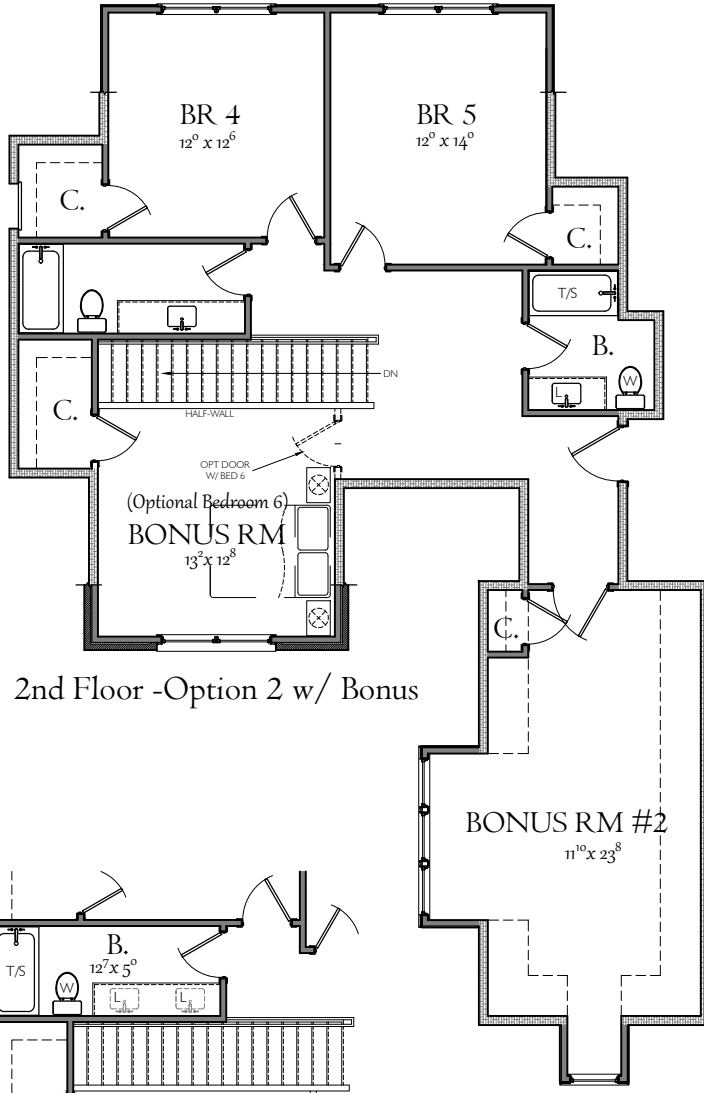 BR 4
12⁰ x 12⁶
BR 5
12⁰ x 14⁰
C.
C.
T/S
B.
L
W
DN
C.
HALF-WALL
OPT DOOR
W/ BED 6
(Optional Bedroom 6)
BONUS RM
13² x 12⁸
C.
2nd Floor -Option 2 w/ Bonus
BONUS RM #2
11¹⁰ x 23⁸
B.
12⁷ x 5⁰
T/S
W
L
L